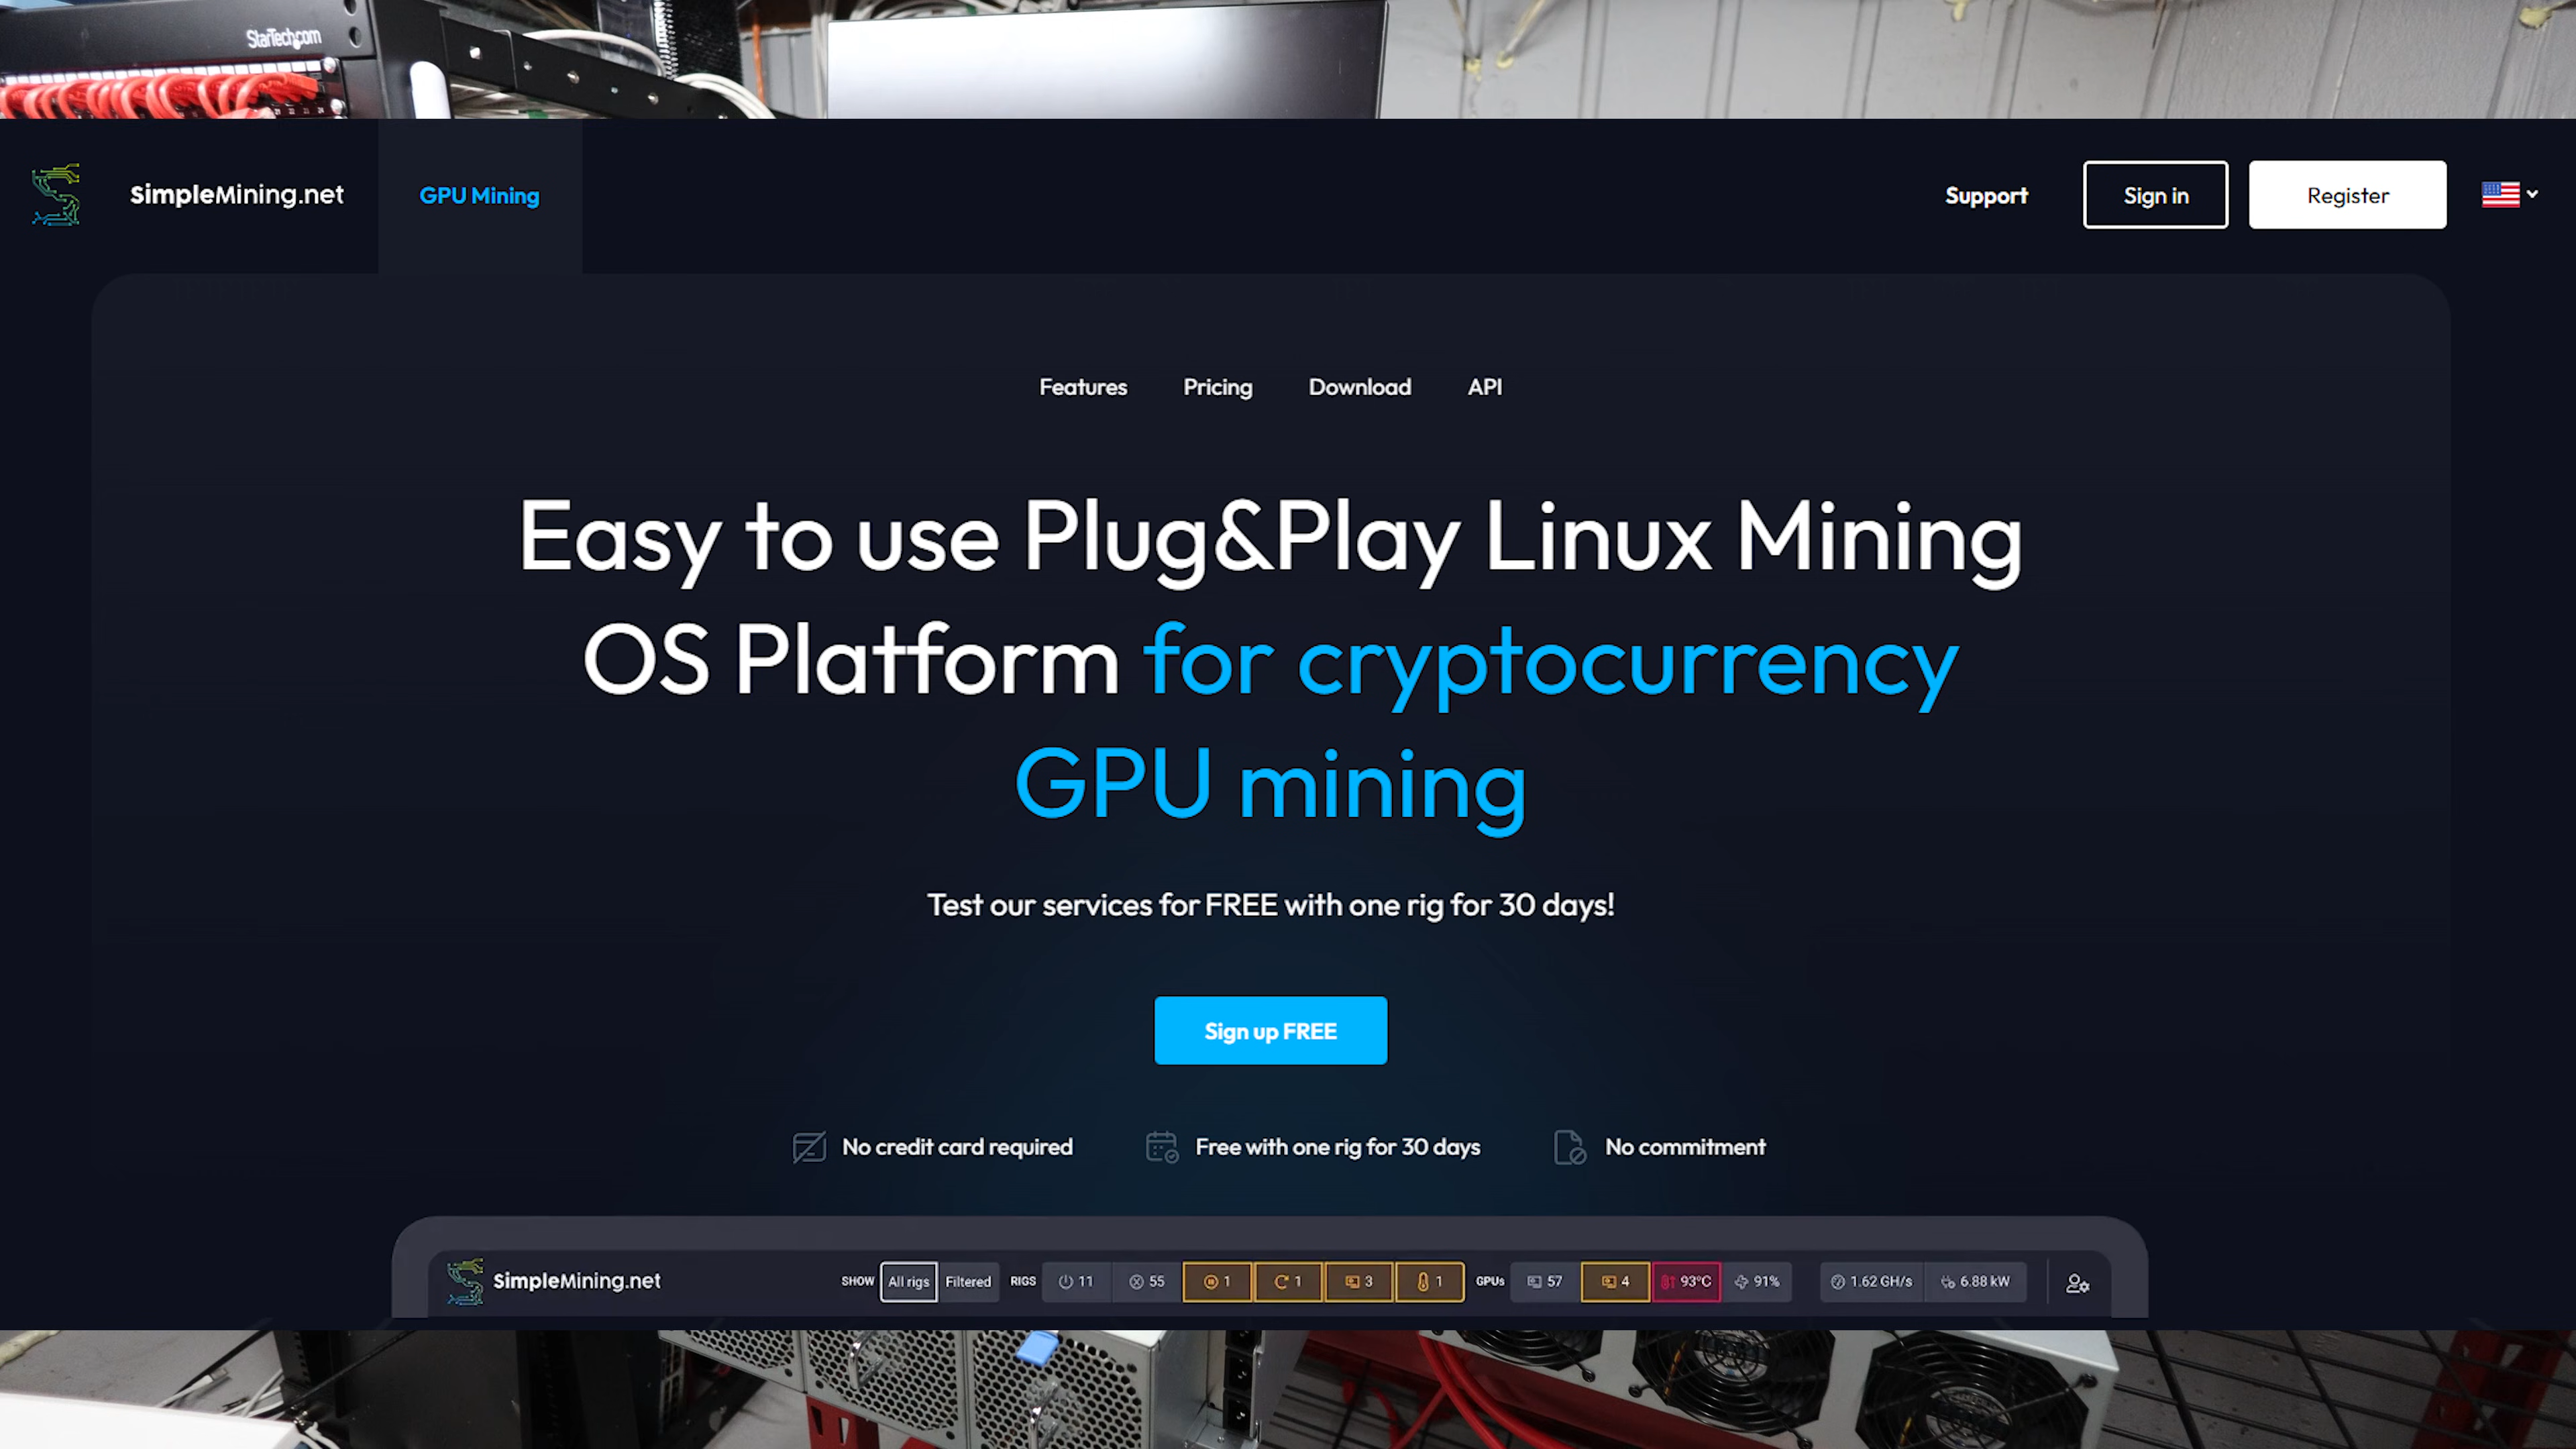 StarTech.com
SimpleMining.net
GPU Mining
Support
Sign in
Register
Features
Pricing
Download
API
Easy to use Plug&Play Linux Mining
OS Platform for cryptocurrency
GPU mining
Test our services for FREE with one rig for 30 days!
Sign up FREE
No credit card required
Free with one rig for 30 days
No commitment
SimpleMining.net
SHOW
All rigs
Filtered
RIGS
11
55
1
1
3
1
GPUs
57
4
93°C
91%
1.62 GH/s
6.88 kW